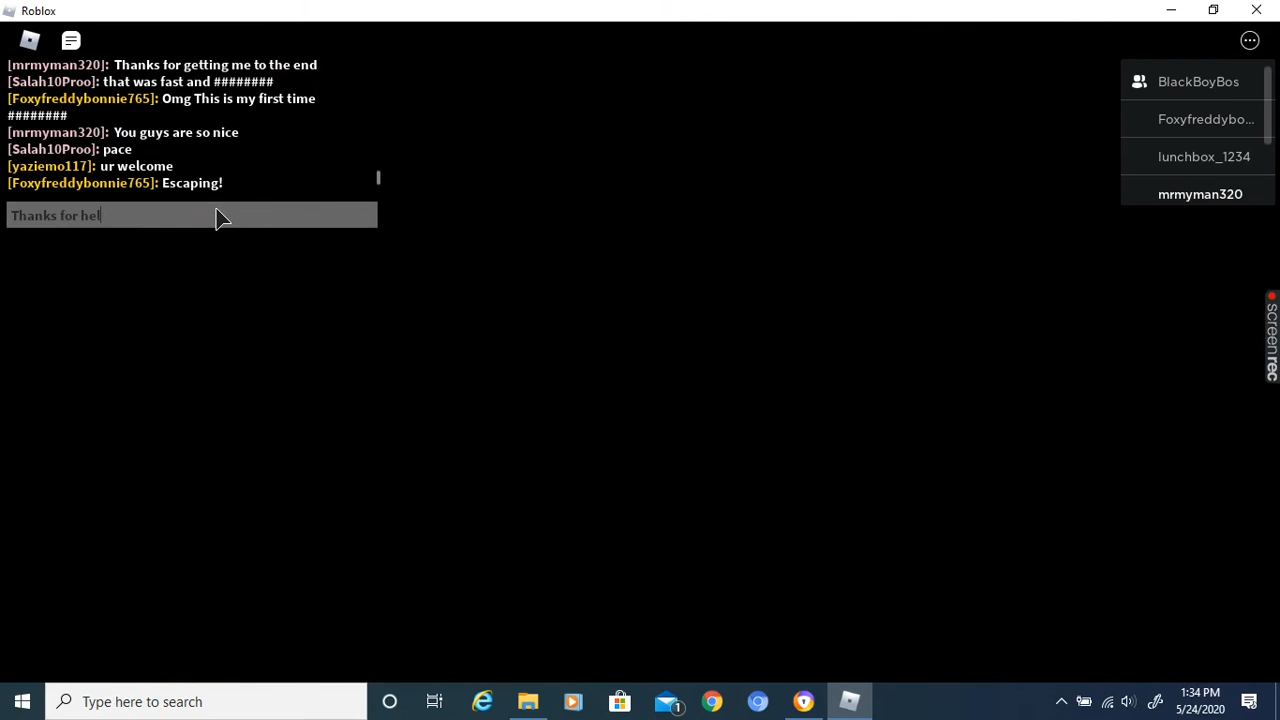 Roblox
[mrmyman320]: Thanks for getting me to the end
[Salah10Proo]: that was fast and ########
[Foxyfreddybonnie765]: Omg This is my first time
########
[mrmyman320]: You guys are so nice
[Salah10Proo]: pace
[yaziemo117]: ur welcome
[Foxyfreddybonnie765]: Escaping!
Thanks for hel
BlackBoyBos
Foxyfreddybo...
lunchbox_1234
mrmyman320
screenrec
Type here to search
1
1:34 PM
5/24/2020